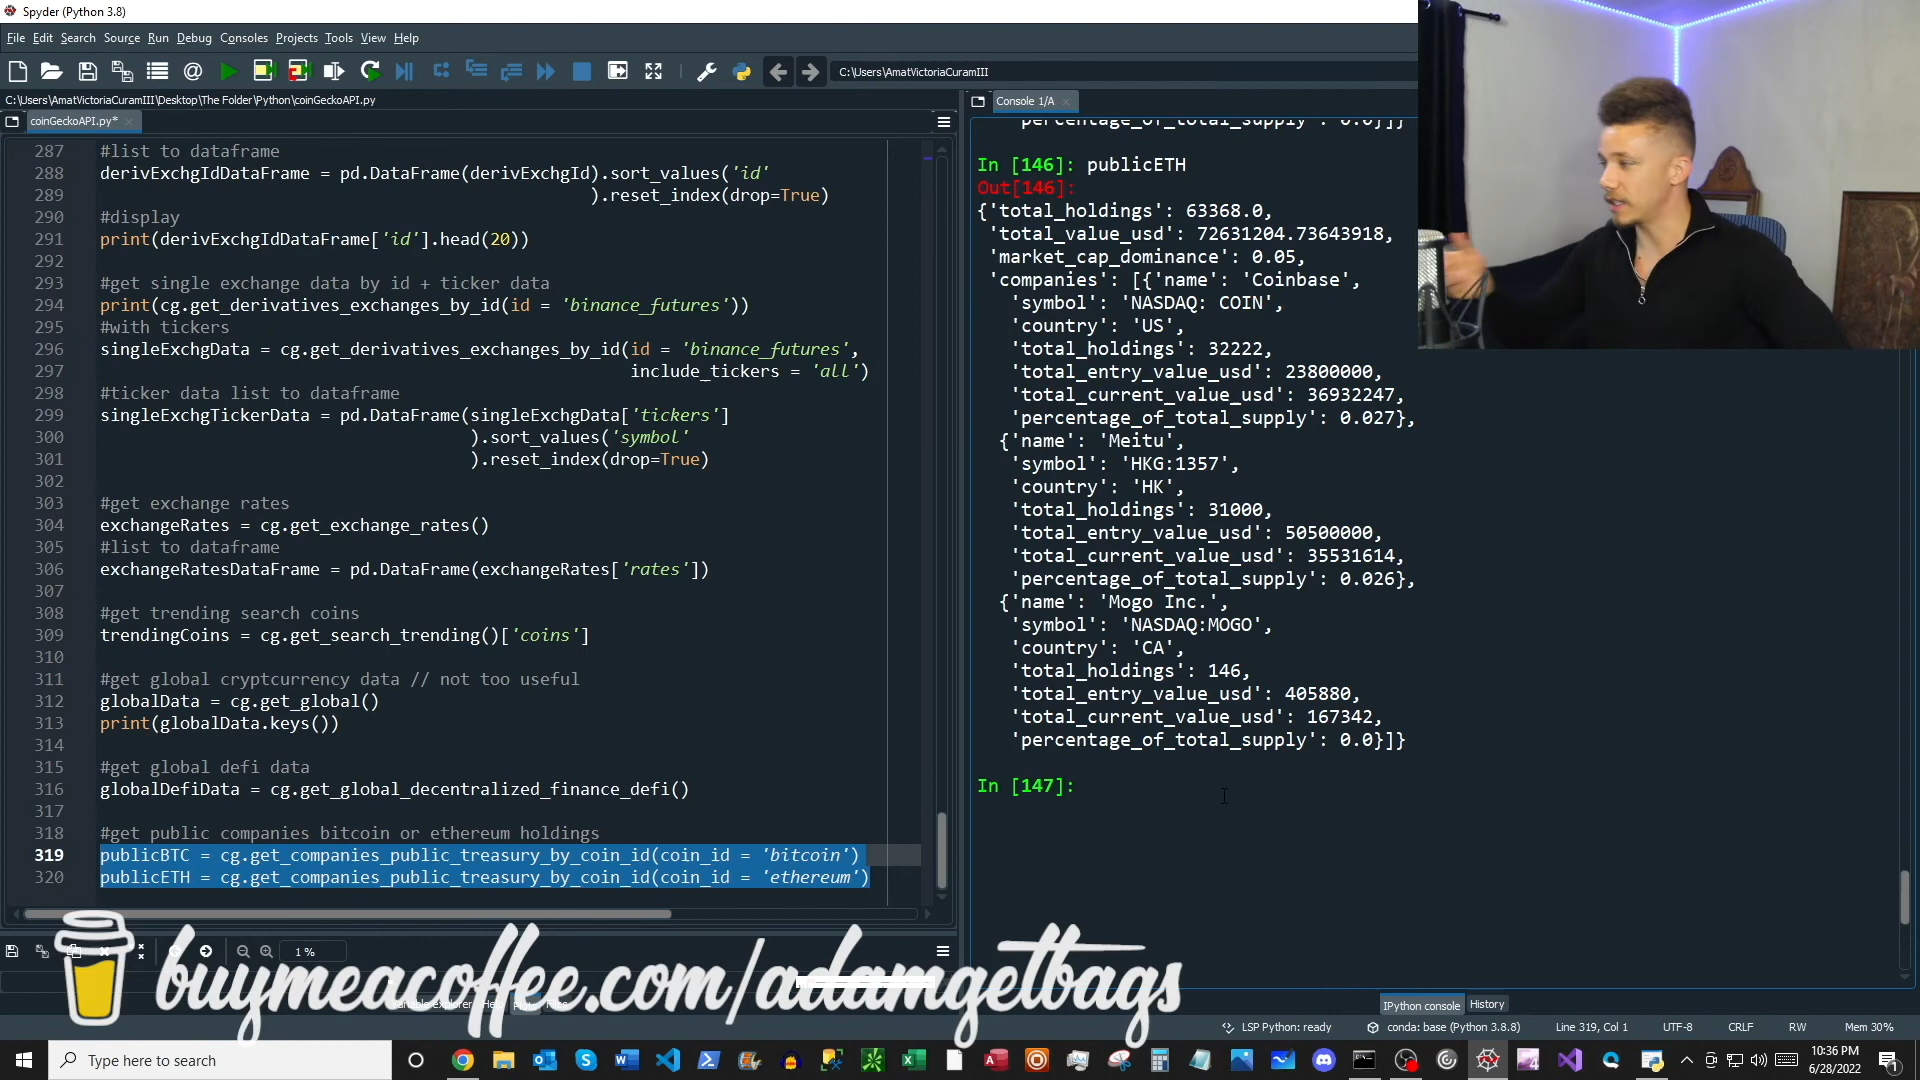 Spyder (Python 3.8)
File Edit Search Source Run Debug Consoles Projects Tools View Help
C:\Users\AmatVictoriaCuramIII
C:\Users\AmatVictoriaCuramIII\Desktop\The Folder\Python\coinGeckoAPI.py
coinGeckoAPI.py*
287 #list to dataframe
288 derivExchgIdDataFrame = pd.DataFrame(derivExchgId).sort_values('id'
289 ).reset_index(drop=True)
290 #display
291 print(derivExchgIdDataFrame['id'].head(20))
292
293 #get single exchange data by id + ticker data
294 print(cg.get_derivatives_exchanges_by_id(id = 'binance_futures'))
295 #with tickers
296 singleExchgData = cg.get_derivatives_exchanges_by_id(id = 'binance_futures',
297 include_tickers = 'all')
298 #ticker data list to dataframe
299 singleExchgTickerData = pd.DataFrame(singleExchgData['tickers']
300 ).sort_values('symbol'
301 ).reset_index(drop=True)
302
303 #get exchange rates
304 exchangeRates = cg.get_exchange_rates()
305 #list to dataframe
306 exchangeRatesDataFrame = pd.DataFrame(exchangeRates['rates'])
307
308 #get trending search coins
309 trendingCoins = cg.get_search_trending()['coins']
310
311 #get global cryptcurrency data // not too useful
312 globalData = cg.get_global()
313 print(globalData.keys())
314
315 #get global defi data
316 globalDefiData = cg.get_global_decentralized_finance_defi()
317
318 #get public companies bitcoin or ethereum holdings
319 publicBTC = cg.get_companies_public_treasury_by_coin_id(coin_id = 'bitcoin')
320 publicETH = cg.get_companies_public_treasury_by_coin_id(coin_id = 'ethereum')
1 %
Console 1/A
'percentage_of_total_supply': 0.0}]}
In [146]: publicETH
Out[146]:
{'total_holdings': 63368.0,
'total_value_usd': 72631204.73643918,
'market_cap_dominance': 0.05,
'companies': [{'name': 'Coinbase',
'symbol': 'NASDAQ: COIN',
'country': 'US',
'total_holdings': 32222,
'total_entry_value_usd': 23800000,
'total_current_value_usd': 36932247,
'percentage_of_total_supply': 0.027},
{'name': 'Meitu',
'symbol': 'HKG:1357',
'country': 'HK',
'total_holdings': 31000,
'total_entry_value_usd': 50500000,
'total_current_value_usd': 35531614,
'percentage_of_total_supply': 0.026},
{'name': 'Mogo Inc.',
'symbol': 'NASDAQ:MOGO',
'country': 'CA',
'total_holdings': 146,
'total_entry_value_usd': 405880,
'total_current_value_usd': 167342,
'percentage_of_total_supply': 0.0}]}
In [147]:
buymeacoffee.com/adamgetbags
IPython console History
LSP Python: ready conda: base (Python 3.8.8) Line 319, Col 1 UTF-8 CRLF RW Mem 30%
Type here to search
10:36 PM
6/28/2022